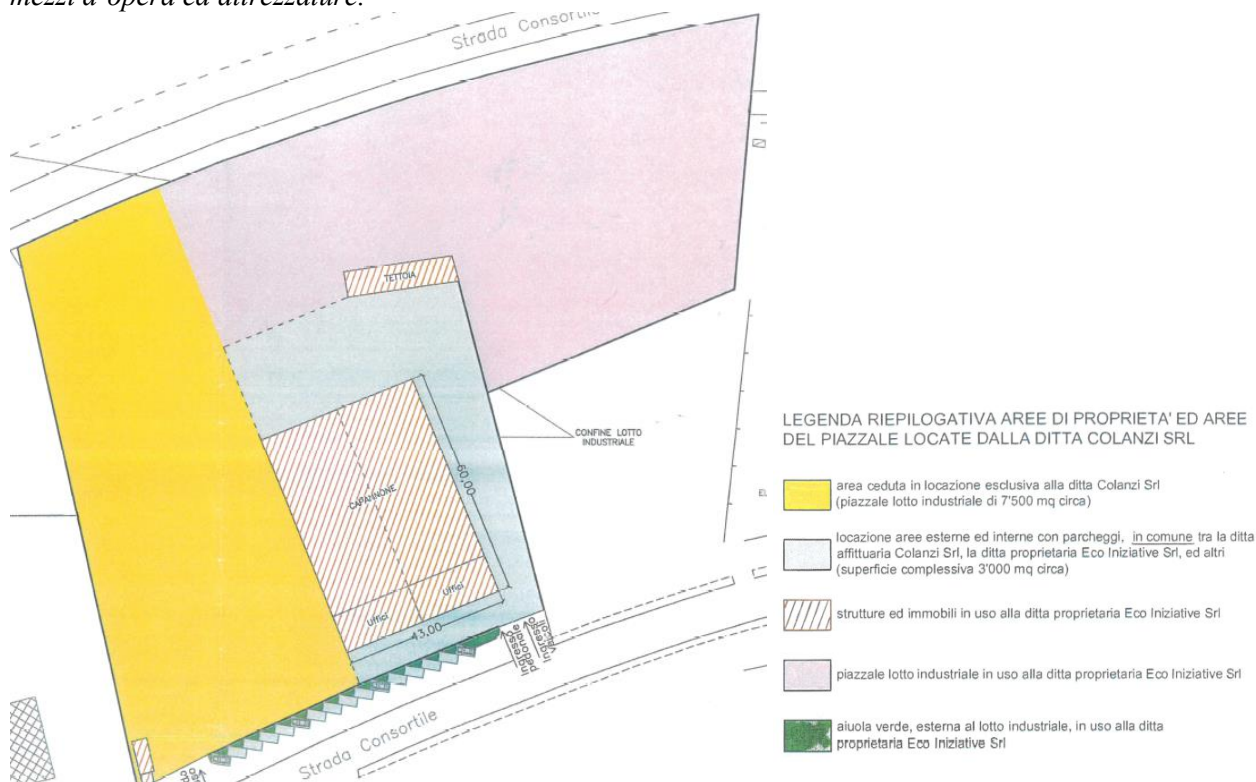 mezzi d'opera ed attrezzature.
Strada Consortile
TETTOIA
CONFINE LOTTO
INDUSTRIALE
CAPANNONE
60,00
Uffici
Uffici
43,00
Ingresso
pedonale
Ingresso
veicoli
Strada Consortile
LEGENDA RIEPILOGATIVA AREE DI PROPRIETA' ED AREE
DEL PIAZZALE LOCATE DALLA DITTA COLANZI SRL
area ceduta in locazione esclusiva alla ditta Colanzi Srl
(piazzale lotto industriale di 7'500 mq circa)
locazione aree esterne ed interne con parcheggi, in comune tra la ditta
affittuaria Colanzi Srl, la ditta proprietaria Eco Iniziative Srl, ed altri
(superficie complessiva 3'000 mq circa)
strutture ed immobili in uso alla ditta proprietaria Eco Iniziative Srl
piazzale lotto industriale in uso alla ditta proprietaria Eco Iniziative Srl
aiuola verde, esterna al lotto industriale, in uso alla ditta
proprietaria Eco Iniziative Srl